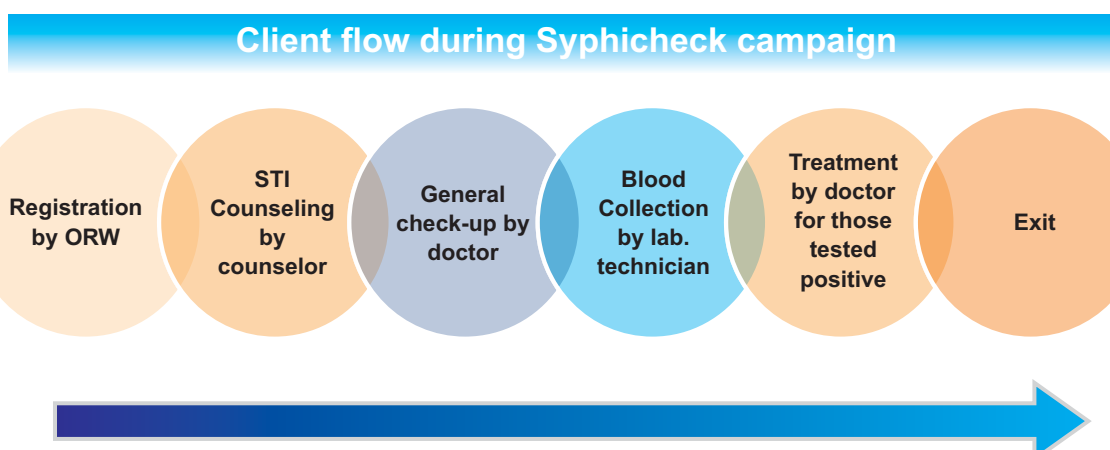 Client flow during Syphicheck campaign
Registration
by ORW
STI
Counseling
by
counselor
General
check-up by
doctor
Blood
Collection
by lab.
technician
Treatment
by doctor
for those
tested
positive
Exit